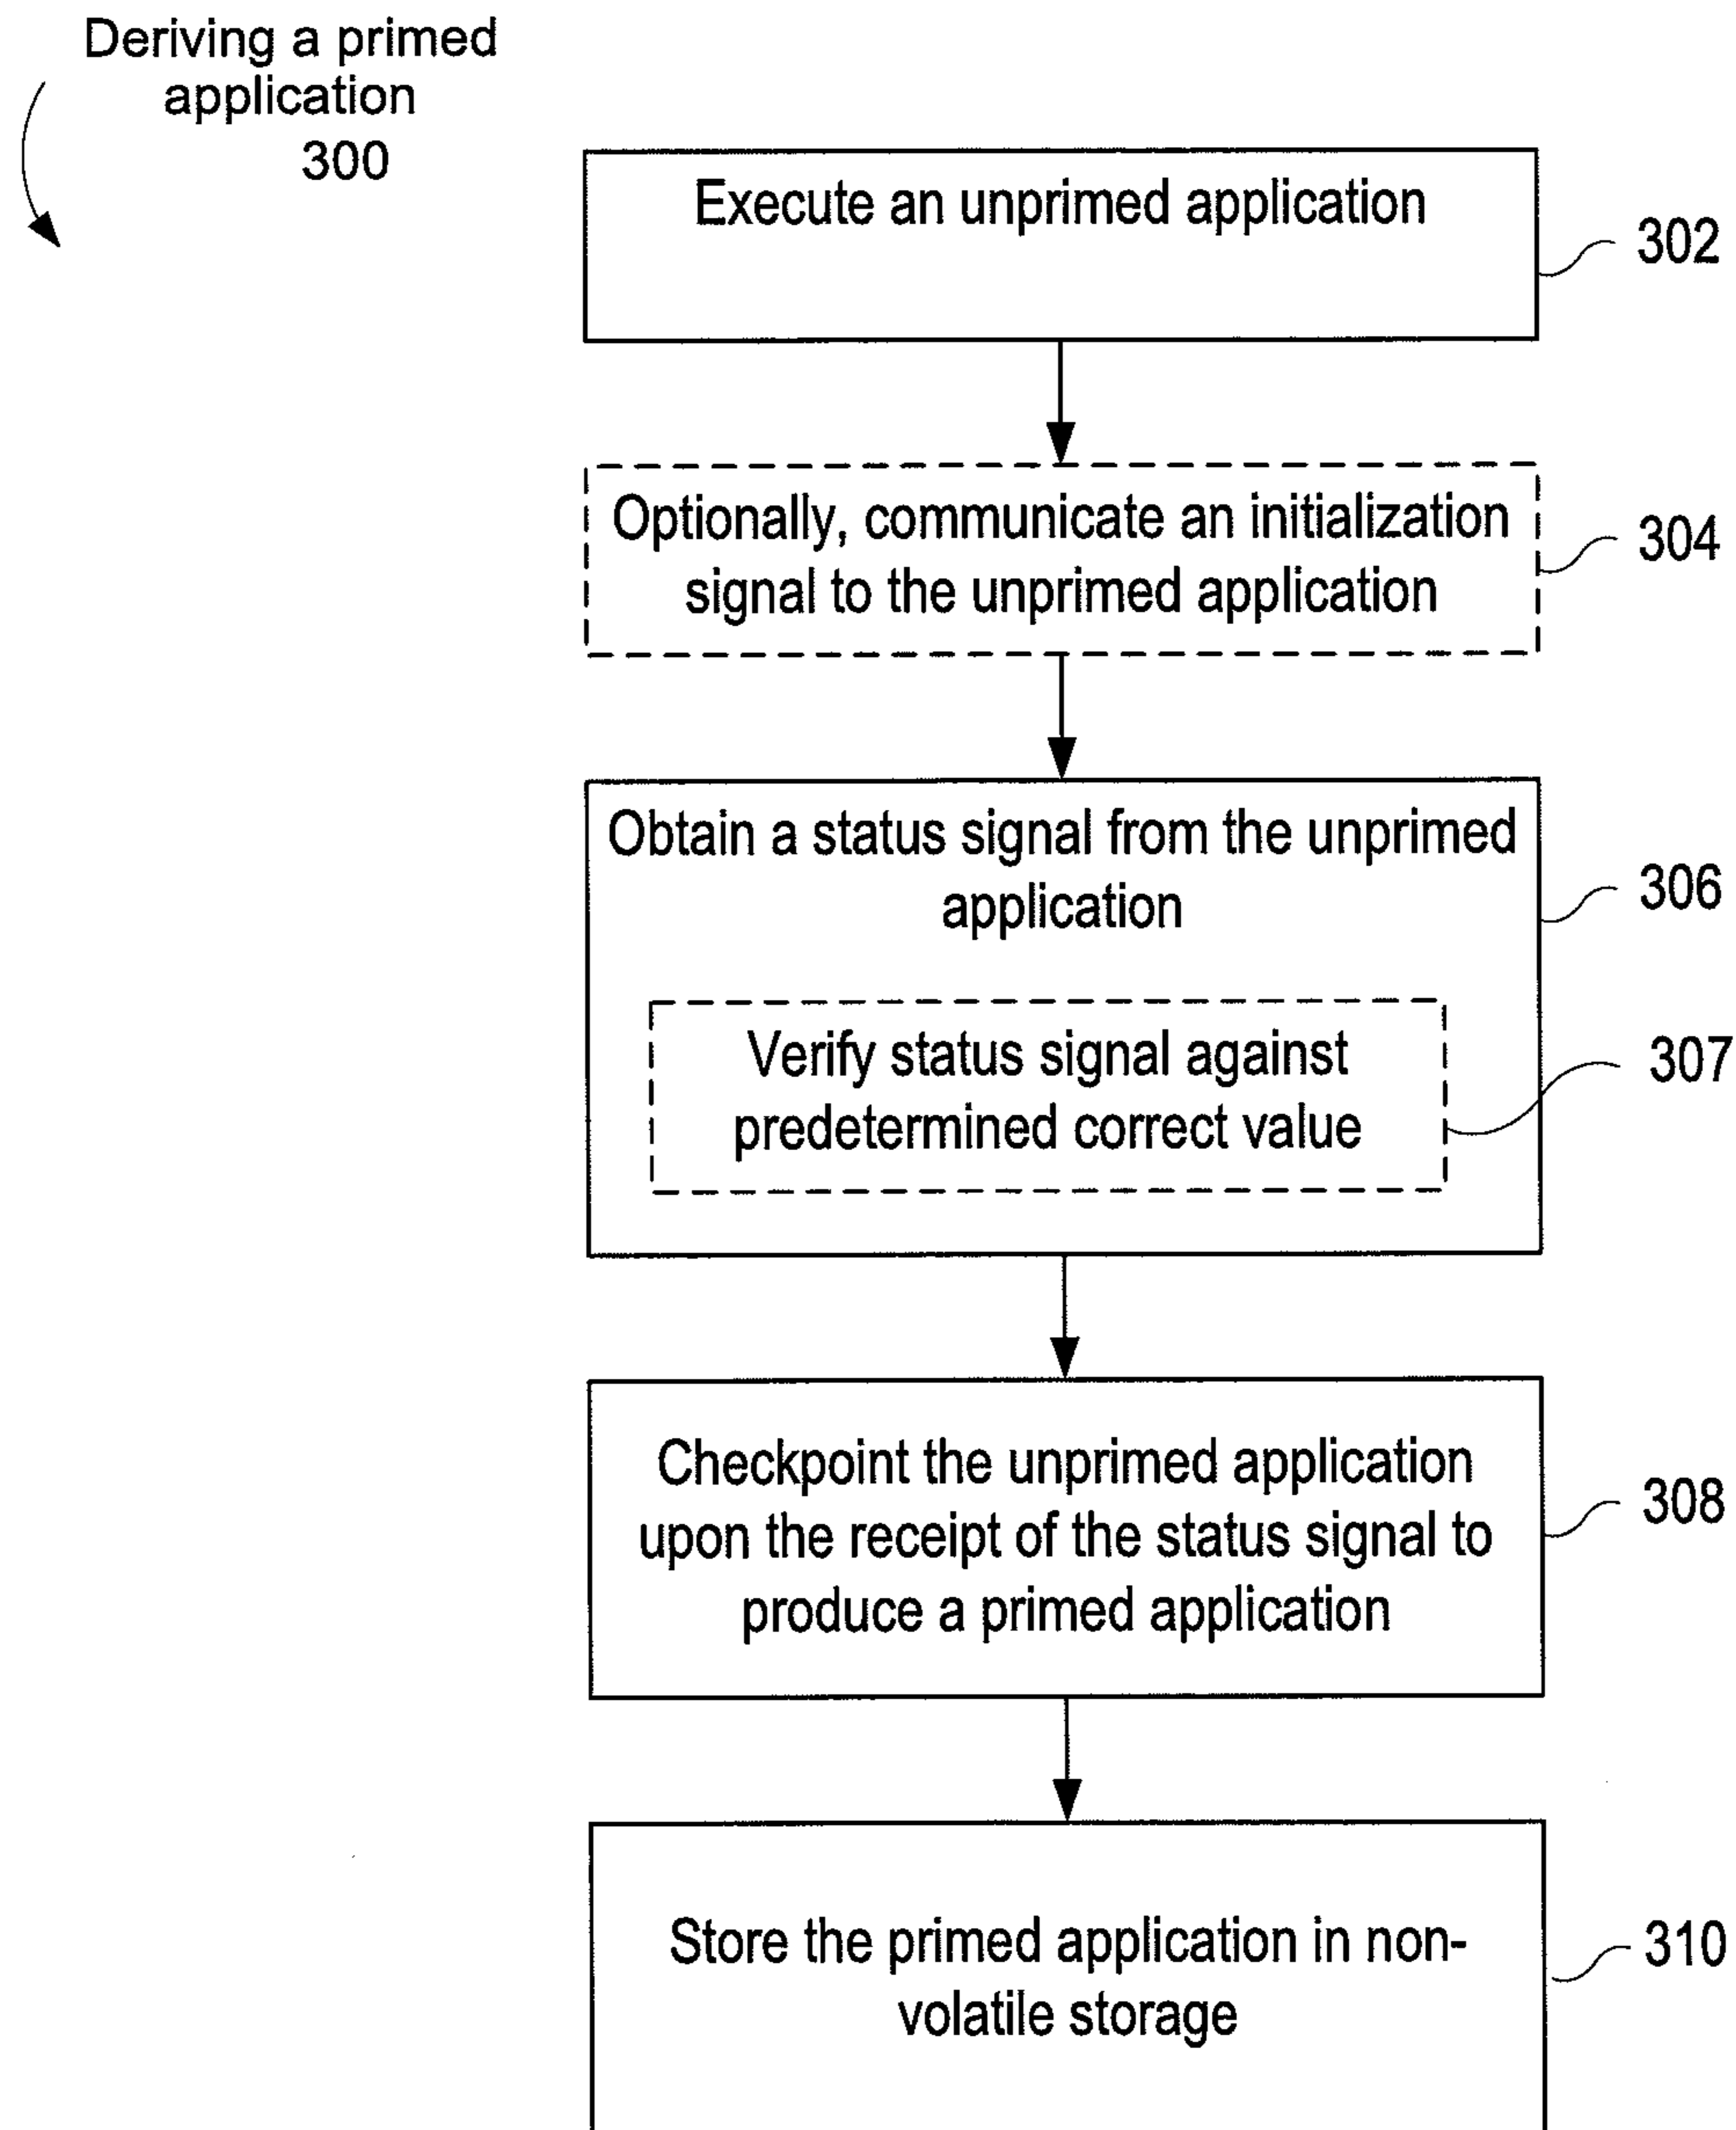 Deriving a primed
application
300
Execute an unprimed application
302
Optionally, communicate an initialization
signal to the unprimed application
304
Obtain a status signal from the unprimed
application
306
Verify status signal against
predetermined correct value
307
Checkpoint the unprimed application
upon the receipt of the status signal to
produce a primed application
308
Store the primed application in non-
volatile storage
310